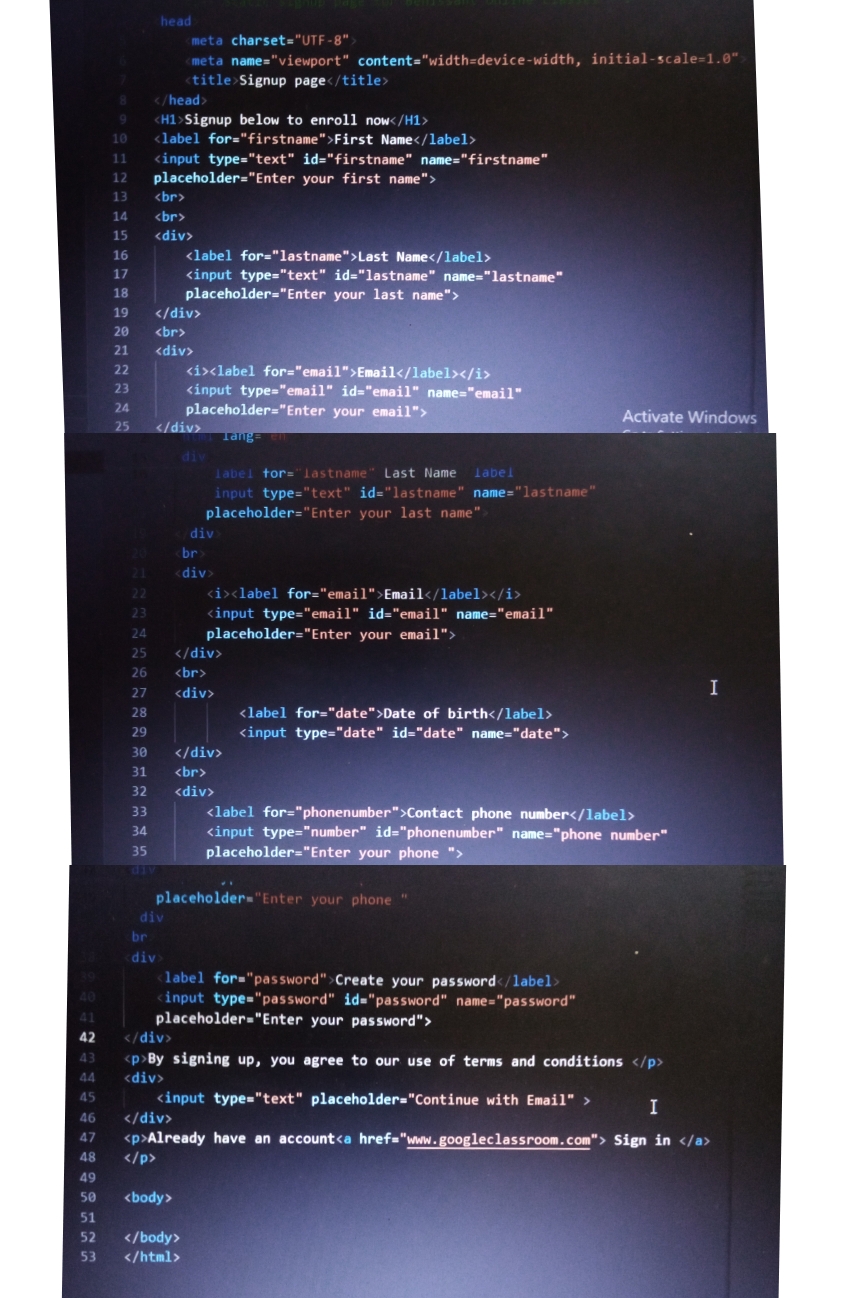 head
meta charset="UTF-8">
6 meta name="viewport" content="width=device-width, initial-scale=1.0">
7 <title>Signup page</title>
8 </head>
9 <H1>Signup below to enroll now</H1>
10 <label for="firstname">First Name</label>
11 <input type="text" id="firstname" name="firstname"
12 placeholder="Enter your first name">
13 <br>
14 <br>
15 <div>
16 <label for="lastname">Last Name</label>
17 <input type="text" id="lastname" name="lastname"
18 placeholder="Enter your last name">
19 </div>
20 <br>
21 <div>
22 <i><label for="email">Email</label></i>
23 <input type="email" id="email" name="email"
24 placeholder="Enter your email">
Activate Windows
25 </div>
html lang="en
div
label for="lastname" Last Name label
input type="text" id="lastname" name="lastname"
placeholder="Enter your last name"
19 /div>
20 <br>
21 <div>
22 <i><label for="email">Email</label></i>
23 <input type="email" id="email" name="email"
24 placeholder="Enter your email">
25 </div>
26 <br>
27 <div>
28 <label for="date">Date of birth</label>
29 <input type="date" id="date" name="date">
30 </div>
31 <br>
32 <div>
33 <label for="phonenumber">Contact phone number</label>
34 <input type="number" id="phonenumber" name="phone number"
35 placeholder="Enter your phone ">
div
placeholder="Enter your phone "
div
br
38 <div>
39 <label for="password">Create your password</label>
40 <input type="password" id="password" name="password"
41 placeholder="Enter your password">
42 </div>
43 <p>By signing up, you agree to our use of terms and conditions </p>
44 <div>
45 <input type="text" placeholder="Continue with Email" >
46 </div>
47 <p>Already have an account<a href="www.googleclassroom.com"> Sign in </a>
48 </p>
49
50 <body>
51
52 </body>
53 </html>